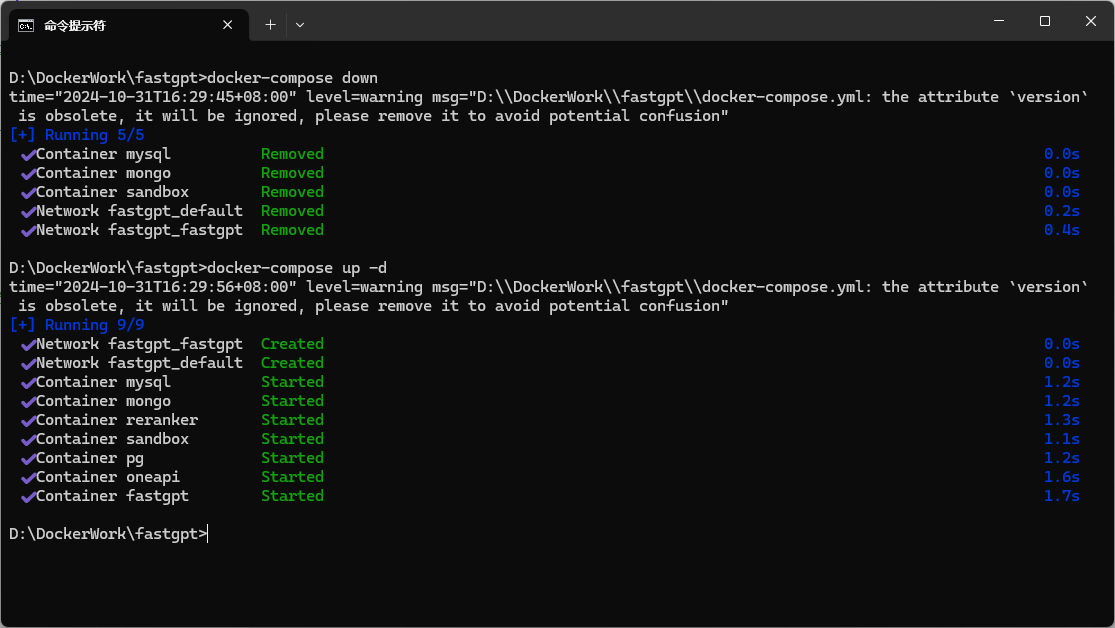 命令提示符
D:\DockerWork\fastgpt>docker-compose down
time="2024-10-31T16:29:45+08:00" level=warning msg="D:\\DockerWork\\fastgpt\\docker-compose.yml: the attribute `version`
is obsolete, it will be ignored, please remove it to avoid potential confusion"
[+] Running 5/5
✔Container mysql Removed 0.0s
✔Container mongo Removed 0.0s
✔Container sandbox Removed 0.0s
✔Network fastgpt_default Removed 0.2s
✔Network fastgpt_fastgpt Removed 0.4s
D:\DockerWork\fastgpt>docker-compose up -d
time="2024-10-31T16:29:56+08:00" level=warning msg="D:\\DockerWork\\fastgpt\\docker-compose.yml: the attribute `version`
is obsolete, it will be ignored, please remove it to avoid potential confusion"
[+] Running 9/9
✔Network fastgpt_fastgpt Created 0.0s
✔Network fastgpt_default Created 0.0s
✔Container mysql Started 1.2s
✔Container mongo Started 1.2s
✔Container reranker Started 1.3s
✔Container sandbox Started 1.1s
✔Container pg Started 1.2s
✔Container oneapi Started 1.6s
✔Container fastgpt Started 1.7s
D:\DockerWork\fastgpt>